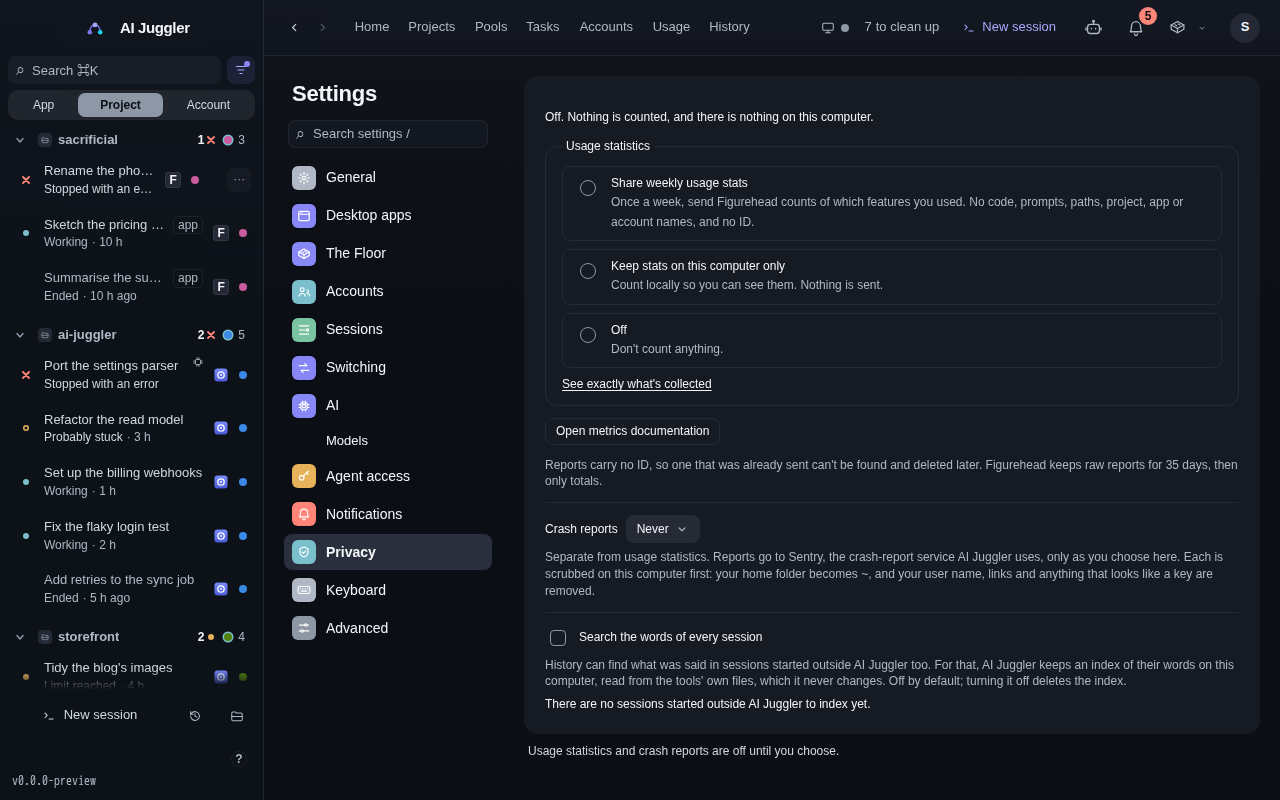 AI Juggler
Search ⌘K
App
Project
Account
sacrificial
1
3
Rename the pho…
Stopped with an e…
F
Sketch the pricing …
app
Working · 10 h
F
Summarise the su…
app
Ended · 10 h ago
F
ai-juggler
2
5
Port the settings parser
Stopped with an error
Refactor the read model
Probably stuck · 3 h
Set up the billing webhooks
Working · 1 h
Fix the flaky login test
Working · 2 h
Add retries to the sync job
Ended · 5 h ago
storefront
2
4
Tidy the blog's images
Limit reached · 4 h
New session
?
v0.0.0-preview
Home
Projects
Pools
Tasks
Accounts
Usage
History
7 to clean up
New session
5
S
Settings
Search settings /
General
Desktop apps
The Floor
Accounts
Sessions
Switching
AI
Models
Agent access
Notifications
Privacy
Keyboard
Advanced
Off. Nothing is counted, and there is nothing on this computer.
Usage statistics
Share weekly usage stats
Once a week, send Figurehead counts of which features you used. No code, prompts, paths, project, app or
account names, and no ID.
Keep stats on this computer only
Count locally so you can see them. Nothing is sent.
Off
Don't count anything.
See exactly what's collected
Open metrics documentation
Reports carry no ID, so one that was already sent can't be found and deleted later. Figurehead keeps raw reports for 35 days, then
only totals.
Crash reports
Never
Separate from usage statistics. Reports go to Sentry, the crash-report service AI Juggler uses, only as you choose here. Each is
scrubbed on this computer first: your home folder becomes ~, and your user name, links and anything that looks like a key are
removed.
Search the words of every session
History can find what was said in sessions started outside AI Juggler too. For that, AI Juggler keeps an index of their words on this
computer, read from the tools' own files, which it never changes. Off by default; turning it off deletes the index.
There are no sessions started outside AI Juggler to index yet.
Usage statistics and crash reports are off until you choose.